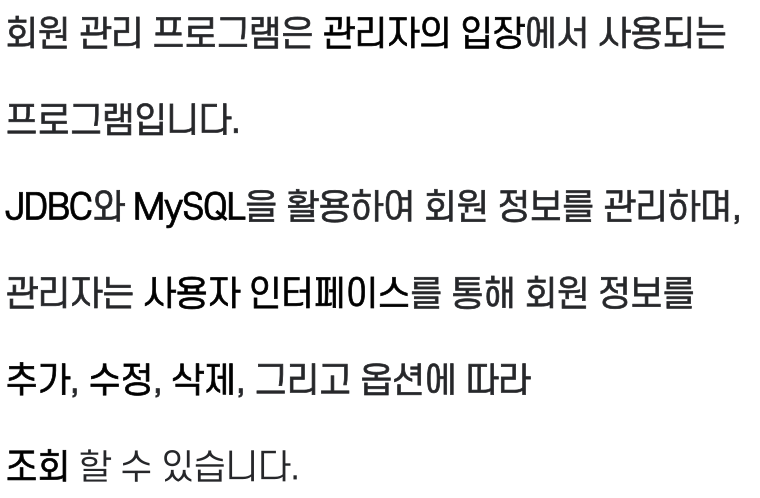 회원 관리 프로그램은 관리자의 입장에서 사용되는
프로그램입니다.
JDBC와 MySQL을 활용하여 회원 정보를 관리하며,
관리자는 사용자 인터페이스를 통해 회원 정보를
추가, 수정, 삭제, 그리고 옵션에 따라
조회 할 수 있습니다.